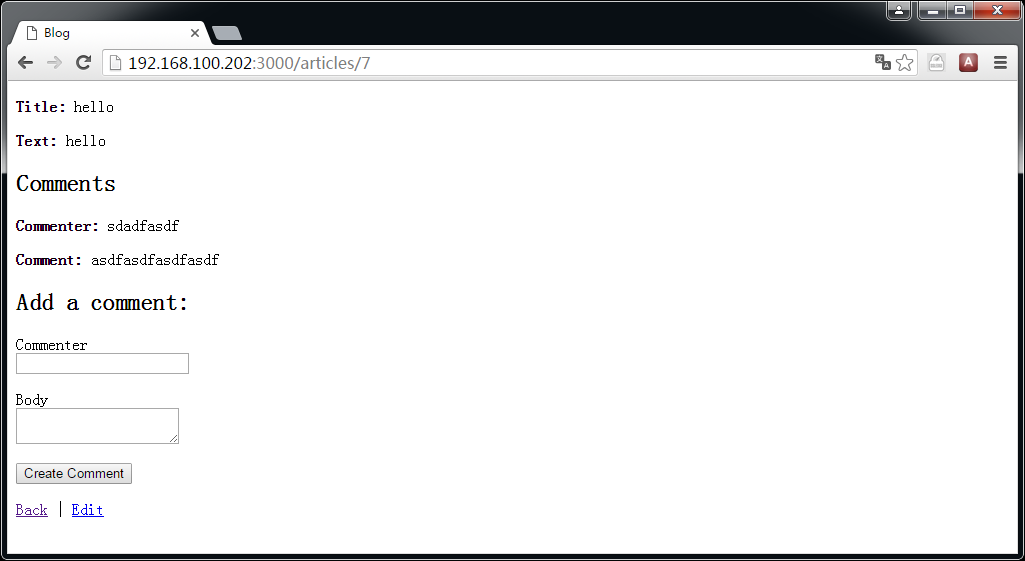 Blog
192.168.100.202:3000/articles/7
A
Title: hello
Text: hello
Comments
Commenter: sdadfasdf
Comment: asdfasdfasdfasdf
Add a comment:
Commenter
Body
Create Comment
Back | Edit